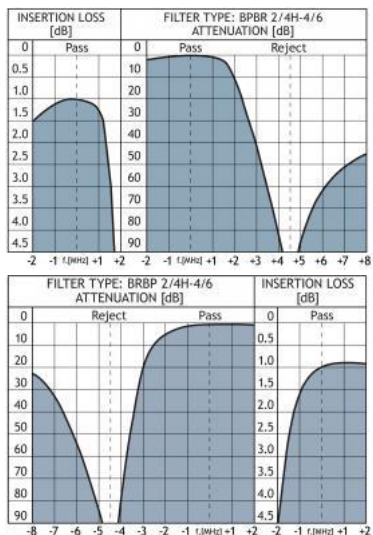 INSERTION LOSS
[dB]
FILTER TYPE: BPBR 2/4H-4/6
ATTENUATION [dB]
0 Pass 0 Pass Reject
0.5 10
1.0 20
1.5 30
2.0 40
2.5 50
3.0 60
3.5 70
4.0 80
4.5 90
-2 -1 f.[MHz] +1 +2 -2 -1 f.[MHz] +1 +2 +3 +4 +5 +6 +7 +8
FILTER TYPE: BRBP 2/4H-4/6
ATTENUATION [dB]
INSERTION LOSS
[dB]
0 Reject Pass 0 Pass
10 0.5
20 1.0
30 1.5
40 2.0
50 2.5
60 3.0
70 3.5
80 4.0
90 4.5
-8 -7 -6 -5 -4 -3 -2 -1 f.[MHz] +1 +2 -2 -1 f.[MHz] +1 +2